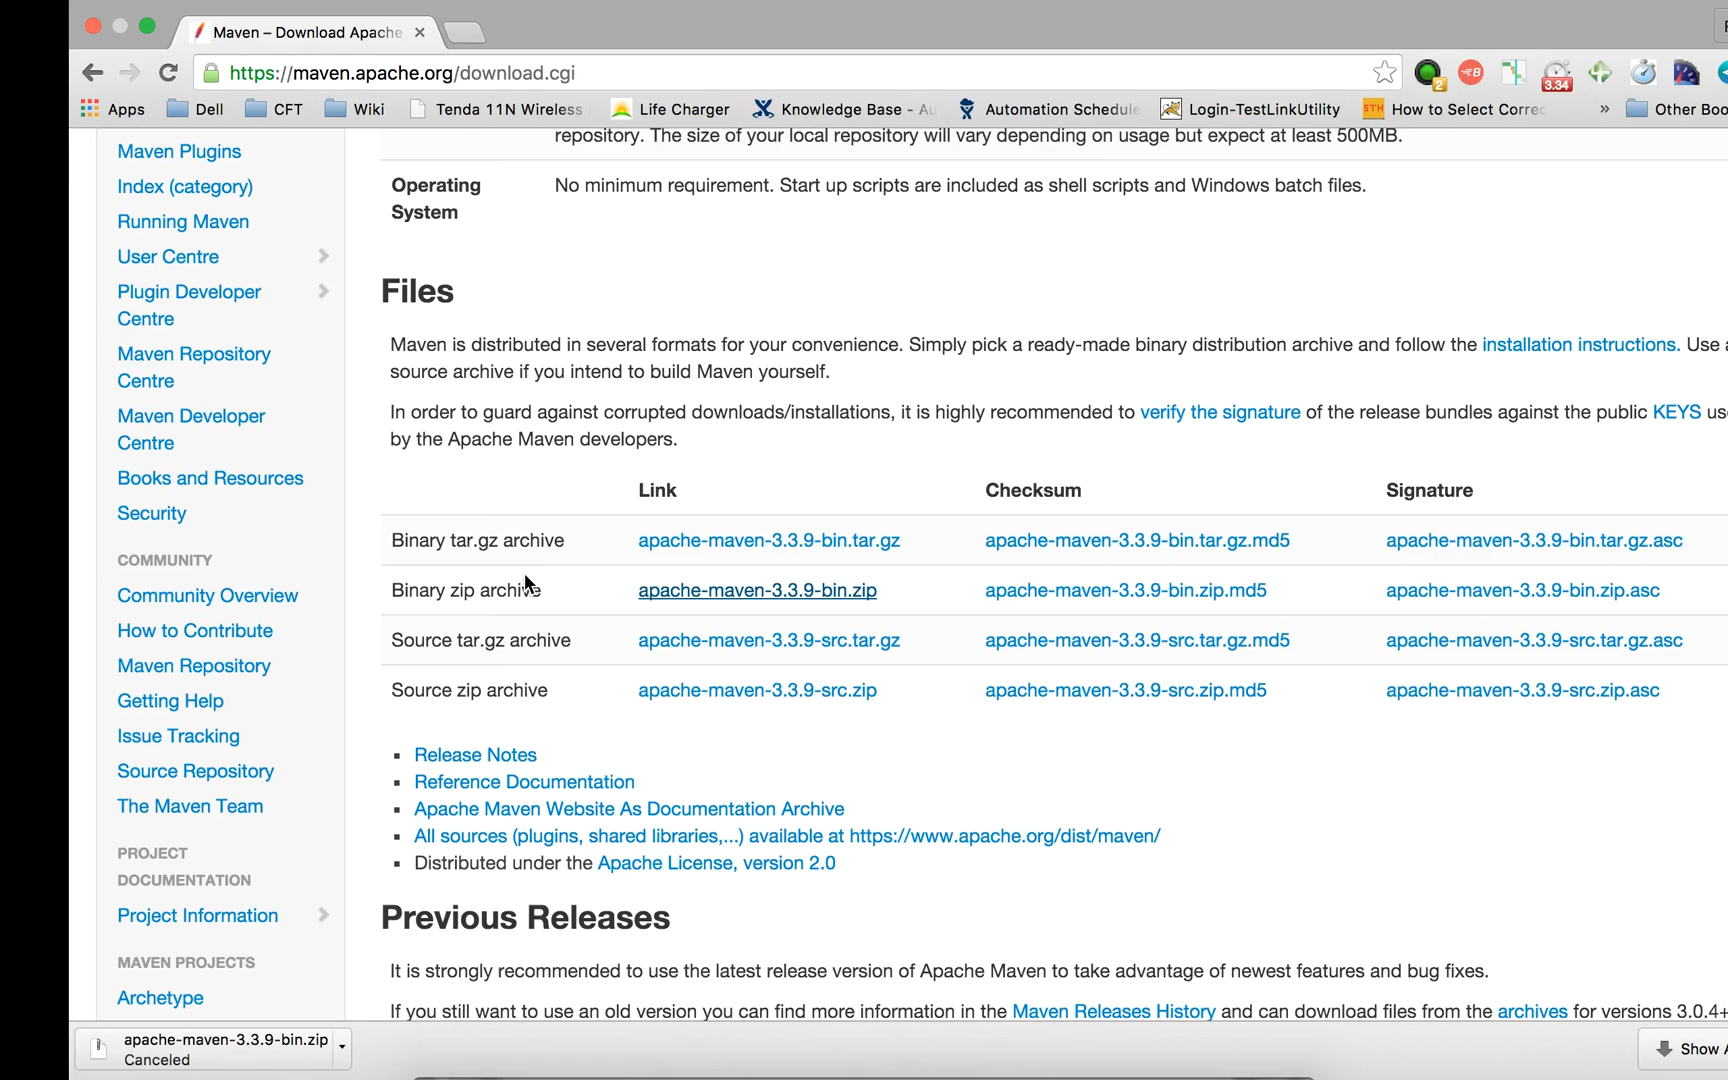 Maven – Download Apache
https://maven.apache.org/download.cgi
2
B
3.34
Apps
Dell
CFT
Wiki
Tenda 11N Wireless
Life Charger
Knowledge Base - Au
Automation Schedule
Login-TestLinkUtility
STH
How to Select Correc
»
Other Boo
Maven Plugins
Index (category)
Running Maven
User Centre
Plugin Developer
Centre
Maven Repository
Centre
Maven Developer
Centre
Books and Resources
Security
COMMUNITY
Community Overview
How to Contribute
Maven Repository
Getting Help
Issue Tracking
Source Repository
The Maven Team
PROJECT
DOCUMENTATION
Project Information
MAVEN PROJECTS
Archetype
repository. The size of your local repository will vary depending on usage but expect at least 500MB.
Operating
System
No minimum requirement. Start up scripts are included as shell scripts and Windows batch files.
Files
Maven is distributed in several formats for your convenience. Simply pick a ready-made binary distribution archive and follow the installation instructions. Use a
source archive if you intend to build Maven yourself.
In order to guard against corrupted downloads/installations, it is highly recommended to verify the signature of the release bundles against the public KEYS us
by the Apache Maven developers.
Link Checksum Signature
Binary tar.gz archive apache-maven-3.3.9-bin.tar.gz apache-maven-3.3.9-bin.tar.gz.md5 apache-maven-3.3.9-bin.tar.gz.asc
Binary zip archive apache-maven-3.3.9-bin.zip apache-maven-3.3.9-bin.zip.md5 apache-maven-3.3.9-bin.zip.asc
Source tar.gz archive apache-maven-3.3.9-src.tar.gz apache-maven-3.3.9-src.tar.gz.md5 apache-maven-3.3.9-src.tar.gz.asc
Source zip archive apache-maven-3.3.9-src.zip apache-maven-3.3.9-src.zip.md5 apache-maven-3.3.9-src.zip.asc
Release Notes
Reference Documentation
Apache Maven Website As Documentation Archive
All sources (plugins, shared libraries,...) available at https://www.apache.org/dist/maven/
Distributed under the Apache License, version 2.0
Previous Releases
It is strongly recommended to use the latest release version of Apache Maven to take advantage of newest features and bug fixes.
If you still want to use an old version you can find more information in the Maven Releases History and can download files from the archives for versions 3.0.4+
apache-maven-3.3.9-bin.zip
Canceled
Show A